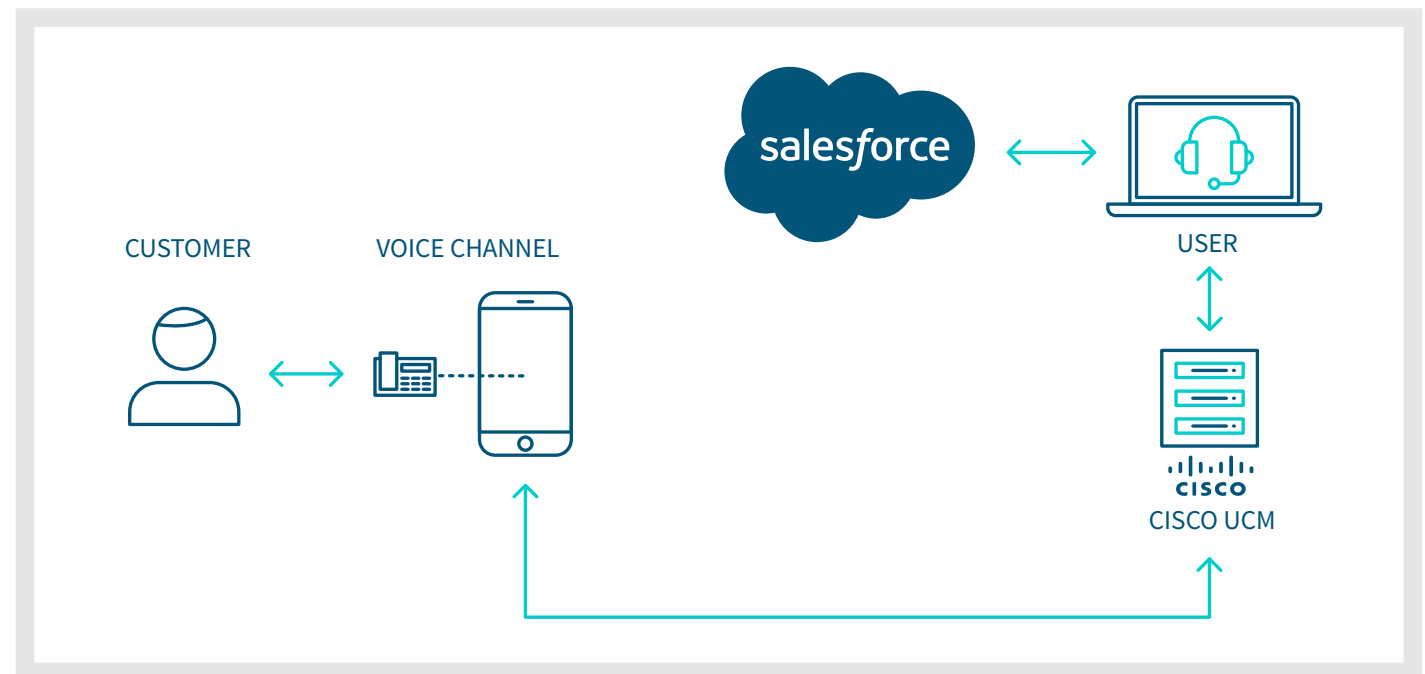 salesforce
USER
CUSTOMER
VOICE CHANNEL
CISCO
CISCO UCM